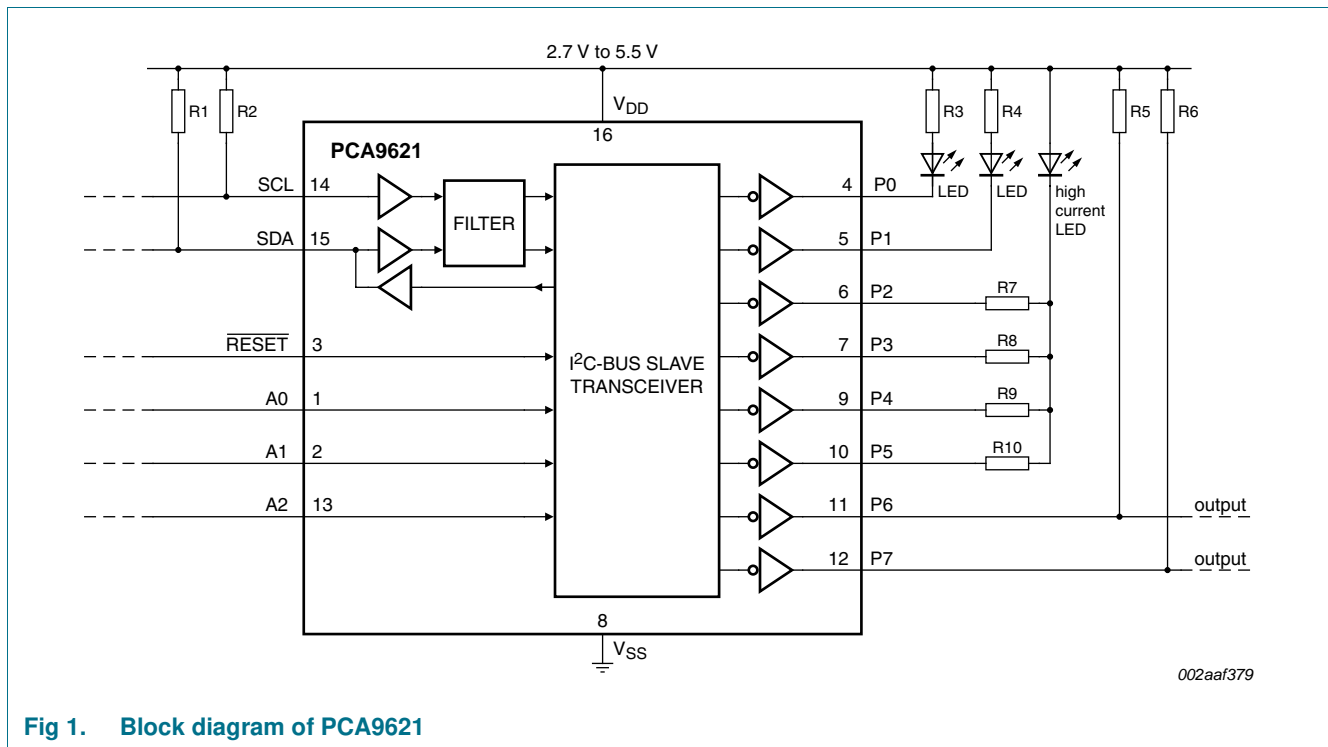 2.7 V to 5.5 V
R1 R2 VDD R3 R4 R5 R6
16
PCA9621
SCL 14 4 P0
LED LED high current LED
FILTER
SDA 15 5 P1
6 P2 R7
RESET 3 7 P3 R8
I²C-BUS SLAVE
TRANSCEIVER
A0 1 9 P4 R9
A1 2 10 P5 R10
A2 13 11 P6 output
12 P7 output
8
VSS
002aaf379
Fig 1. Block diagram of PCA9621